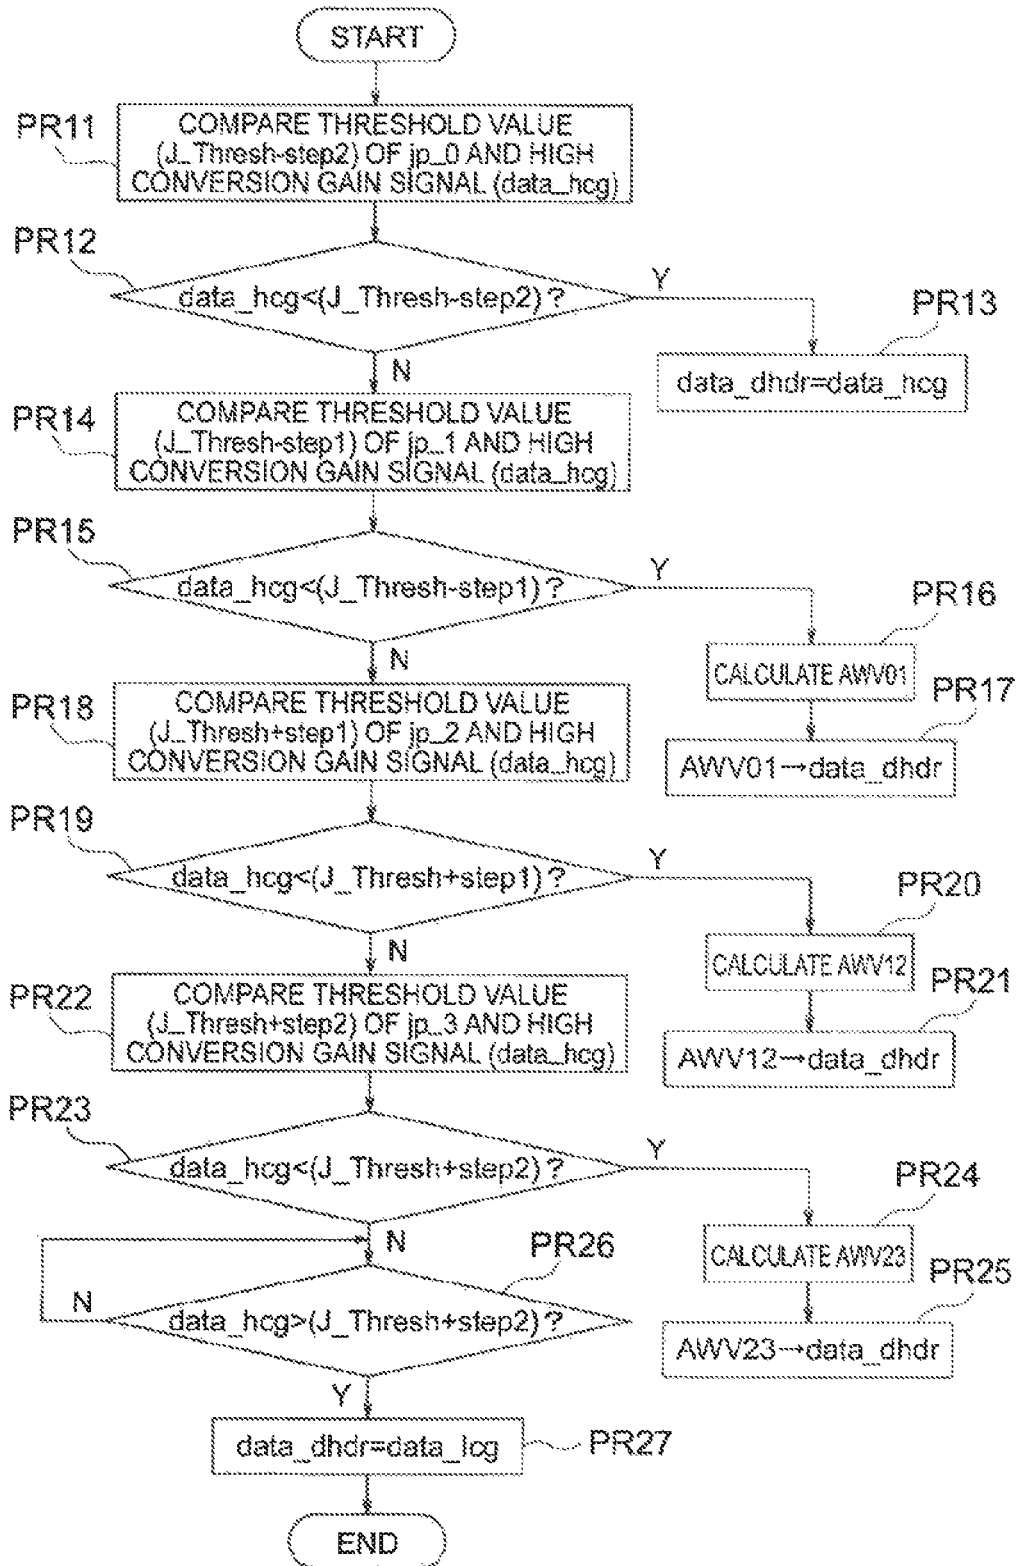 START
PR11
COMPARE THRESHOLD VALUE
(J_Thresh-step2) OF jp_0 AND HIGH
CONVERSION GAIN SIGNAL (data_hcg)
PR12
data_hcg<(J_Thresh-step2)?
Y
N
PR13
data_dhdr=data_hcg
PR14
COMPARE THRESHOLD VALUE
(J_Thresh-step1) OF jp_1 AND HIGH
CONVERSION GAIN SIGNAL (data_hcg)
PR15
data_hcg<(J_Thresh-step1)?
Y
N
PR16
CALCULATE AWV01
PR17
AWV01→data_dhdr
PR18
COMPARE THRESHOLD VALUE
(J_Thresh+step1) OF jp_2 AND HIGH
CONVERSION GAIN SIGNAL (data_hcg)
PR19
data_hcg<(J_Thresh+step1)?
Y
N
PR20
CALCULATE AWV12
PR21
AWV12→data_dhdr
PR22
COMPARE THRESHOLD VALUE
(J_Thresh+step2) OF jp_3 AND HIGH
CONVERSION GAIN SIGNAL (data_hcg)
PR23
data_hcg<(J_Thresh+step2)?
Y
N
PR24
CALCULATE AWV23
PR25
AWV23→data_dhdr
PR26
data_hcg>(J_Thresh+step2)?
N
Y
data_dhdr=data_lcg
PR27
END